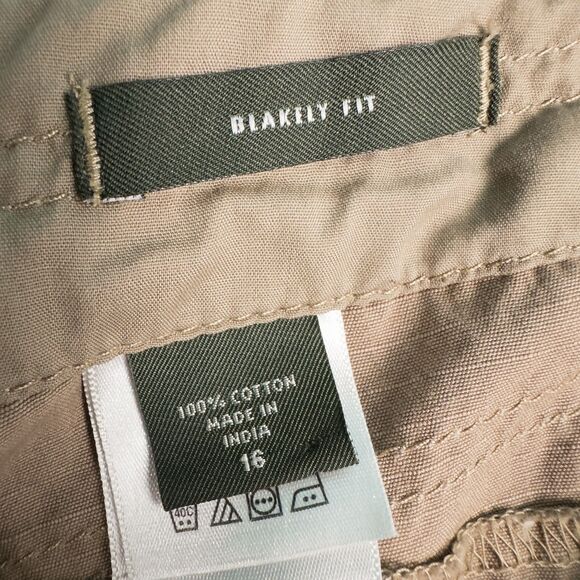 BLAKELY FIT
100% COTTON
MADE IN
INDIA
16
40C